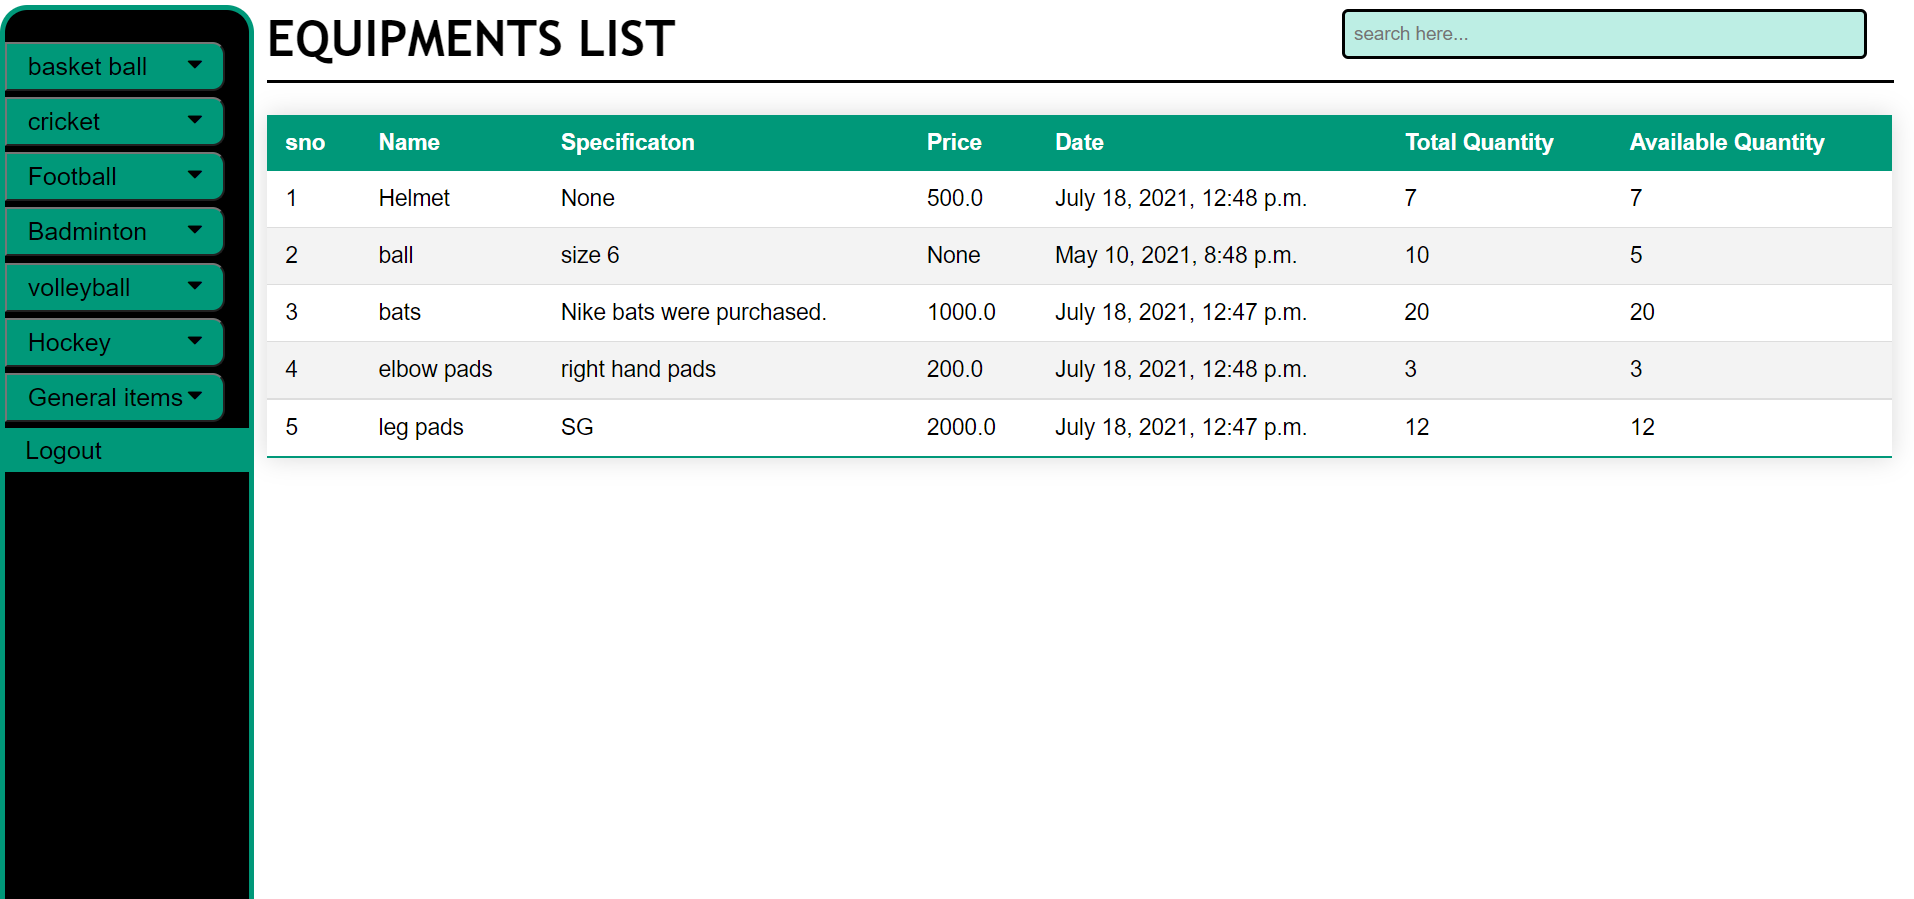 basket ball
cricket
Football
Badminton
volleyball
Hockey
General items
Logout
EQUIPMENTS LIST
search here...
sno Name Specificaton Price Date Total Quantity Available Quantity
1 Helmet None 500.0 July 18, 2021, 12:48 p.m. 7 7
2 ball size 6 None May 10, 2021, 8:48 p.m. 10 5
3 bats Nike bats were purchased. 1000.0 July 18, 2021, 12:47 p.m. 20 20
4 elbow pads right hand pads 200.0 July 18, 2021, 12:48 p.m. 3 3
5 leg pads SG 2000.0 July 18, 2021, 12:47 p.m. 12 12